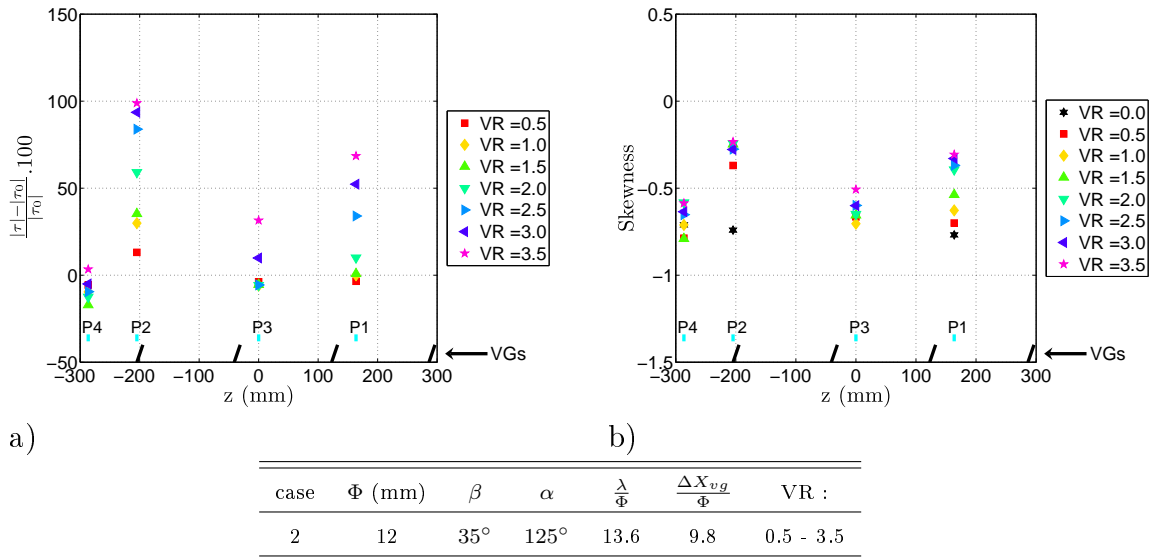 150
100
50
0
−50
−300
−200
−100
0
100
200
300
z (mm)
|τ|−|τ₀| / |τ₀| .100
P4
P2
P3
P1
VR =0.5
VR =1.0
VR =1.5
VR =2.0
VR =2.5
VR =3.0
VR =3.5
VGs
a)
0.5
0
−0.5
−1
−1.5
−300
−200
−100
0
100
200
300
z (mm)
Skewness
P4
P2
P3
P1
VR =0.0
VR =0.5
VR =1.0
VR =1.5
VR =2.0
VR =2.5
VR =3.0
VR =3.5
VGs
b)
case Φ (mm) β α λ/Φ ΔX_vg/Φ VR :
2 12 35° 125° 13.6 9.8 0.5 - 3.5